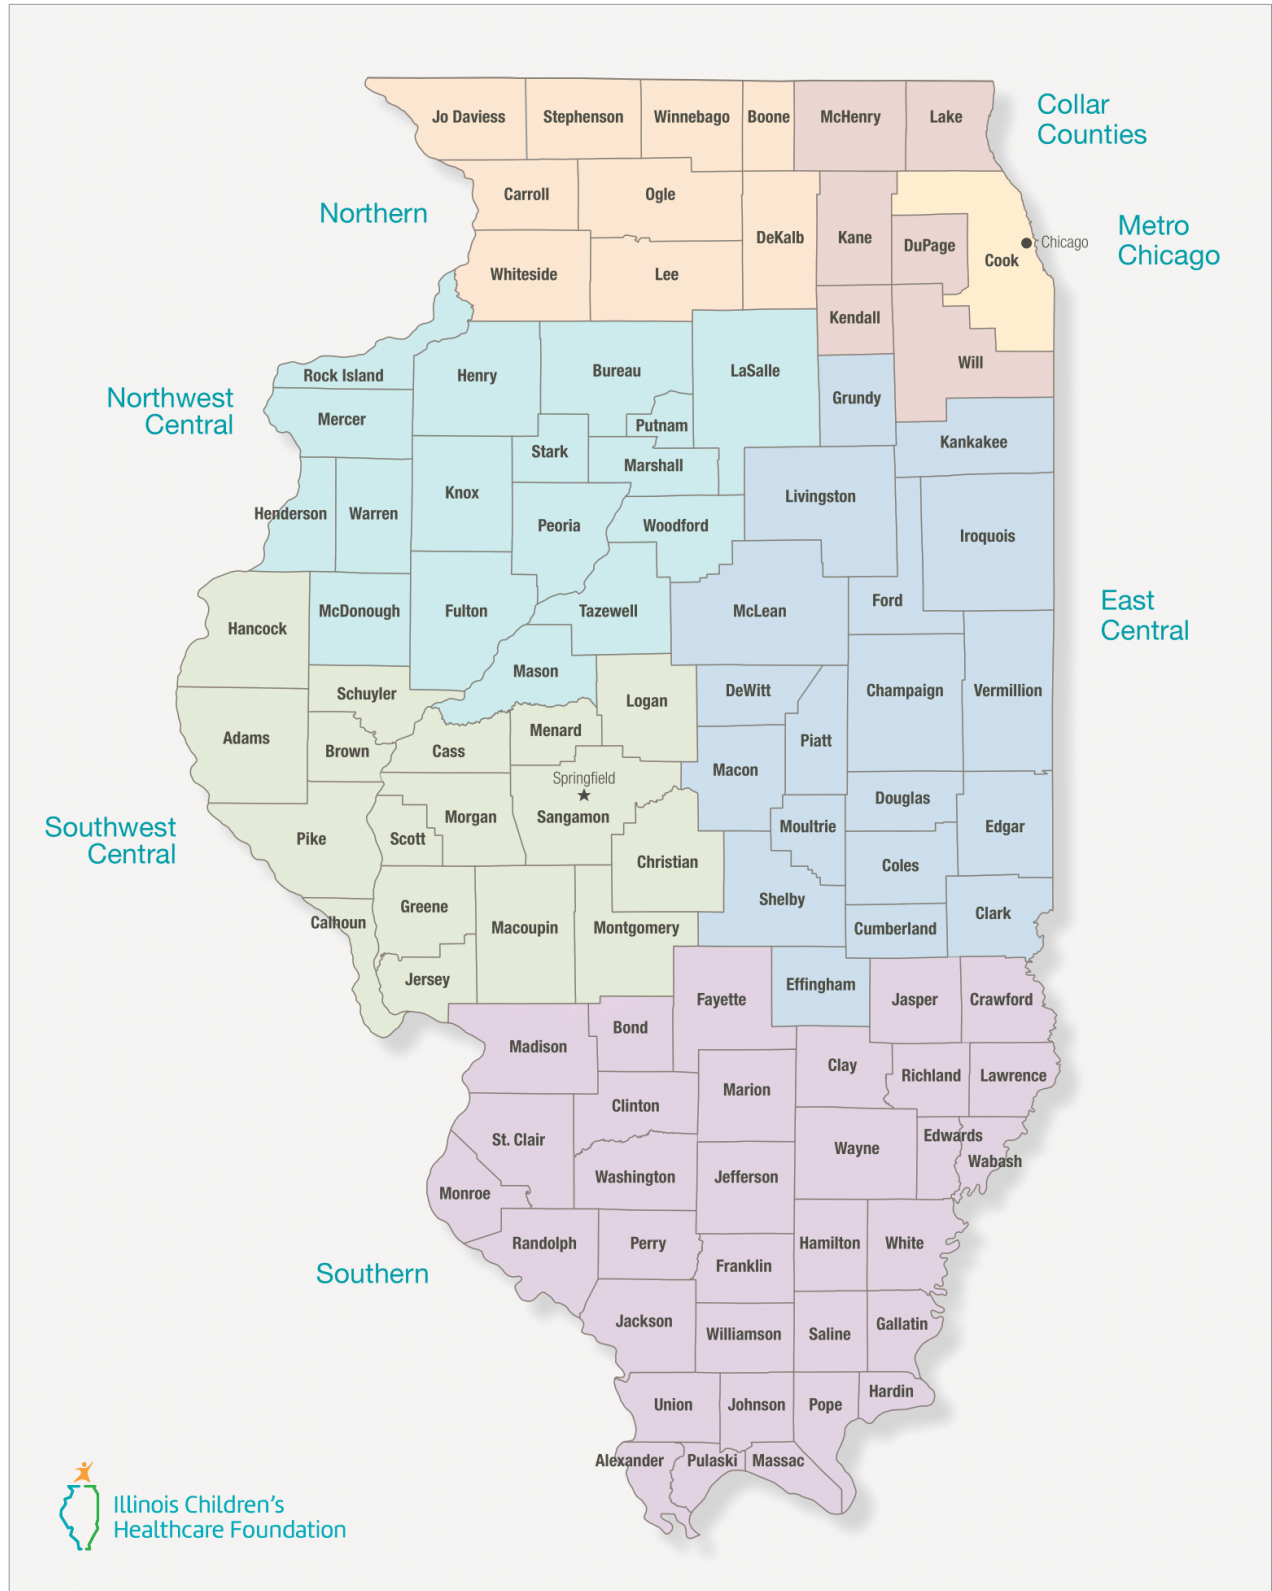 Collar
Counties
Jo Daviess
Stephenson
Winnebago
Boone
McHenry
Lake
Northern
Metro
Chicago
Carroll
Ogle
DeKalb
Kane
DuPage
Chicago
Cook
Whiteside
Lee
Kendall
Northwest
Central
Rock Island
Henry
Bureau
LaSalle
Will
Mercer
Putnam
Grundy
Kankakee
Stark
Marshall
Henderson
Warren
Knox
Peoria
Woodford
Livingston
Iroquois
East
Central
Hancock
McDonough
Fulton
Tazewell
McLean
Ford
Mason
Schuyler
Logan
DeWitt
Champaign
Vermillion
Adams
Brown
Cass
Menard
Piatt
Macon
Springfield
Sangamon
Southwest
Central
Pike
Scott
Morgan
Christian
Moultrie
Douglas
Edgar
Coles
Shelby
Calhoun
Greene
Macoupin
Montgomery
Cumberland
Clark
Jersey
Fayette
Effingham
Jasper
Crawford
Madison
Bond
Clay
Richland
Lawrence
Marion
Clinton
St. Clair
Edwards
Wabash
Wayne
Washington
Jefferson
Monroe
Southern
Randolph
Perry
Franklin
Hamilton
White
Jackson
Williamson
Saline
Gallatin
Union
Johnson
Pope
Hardin
Alexander
Pulaski
Massac
Illinois Children's
Healthcare Foundation